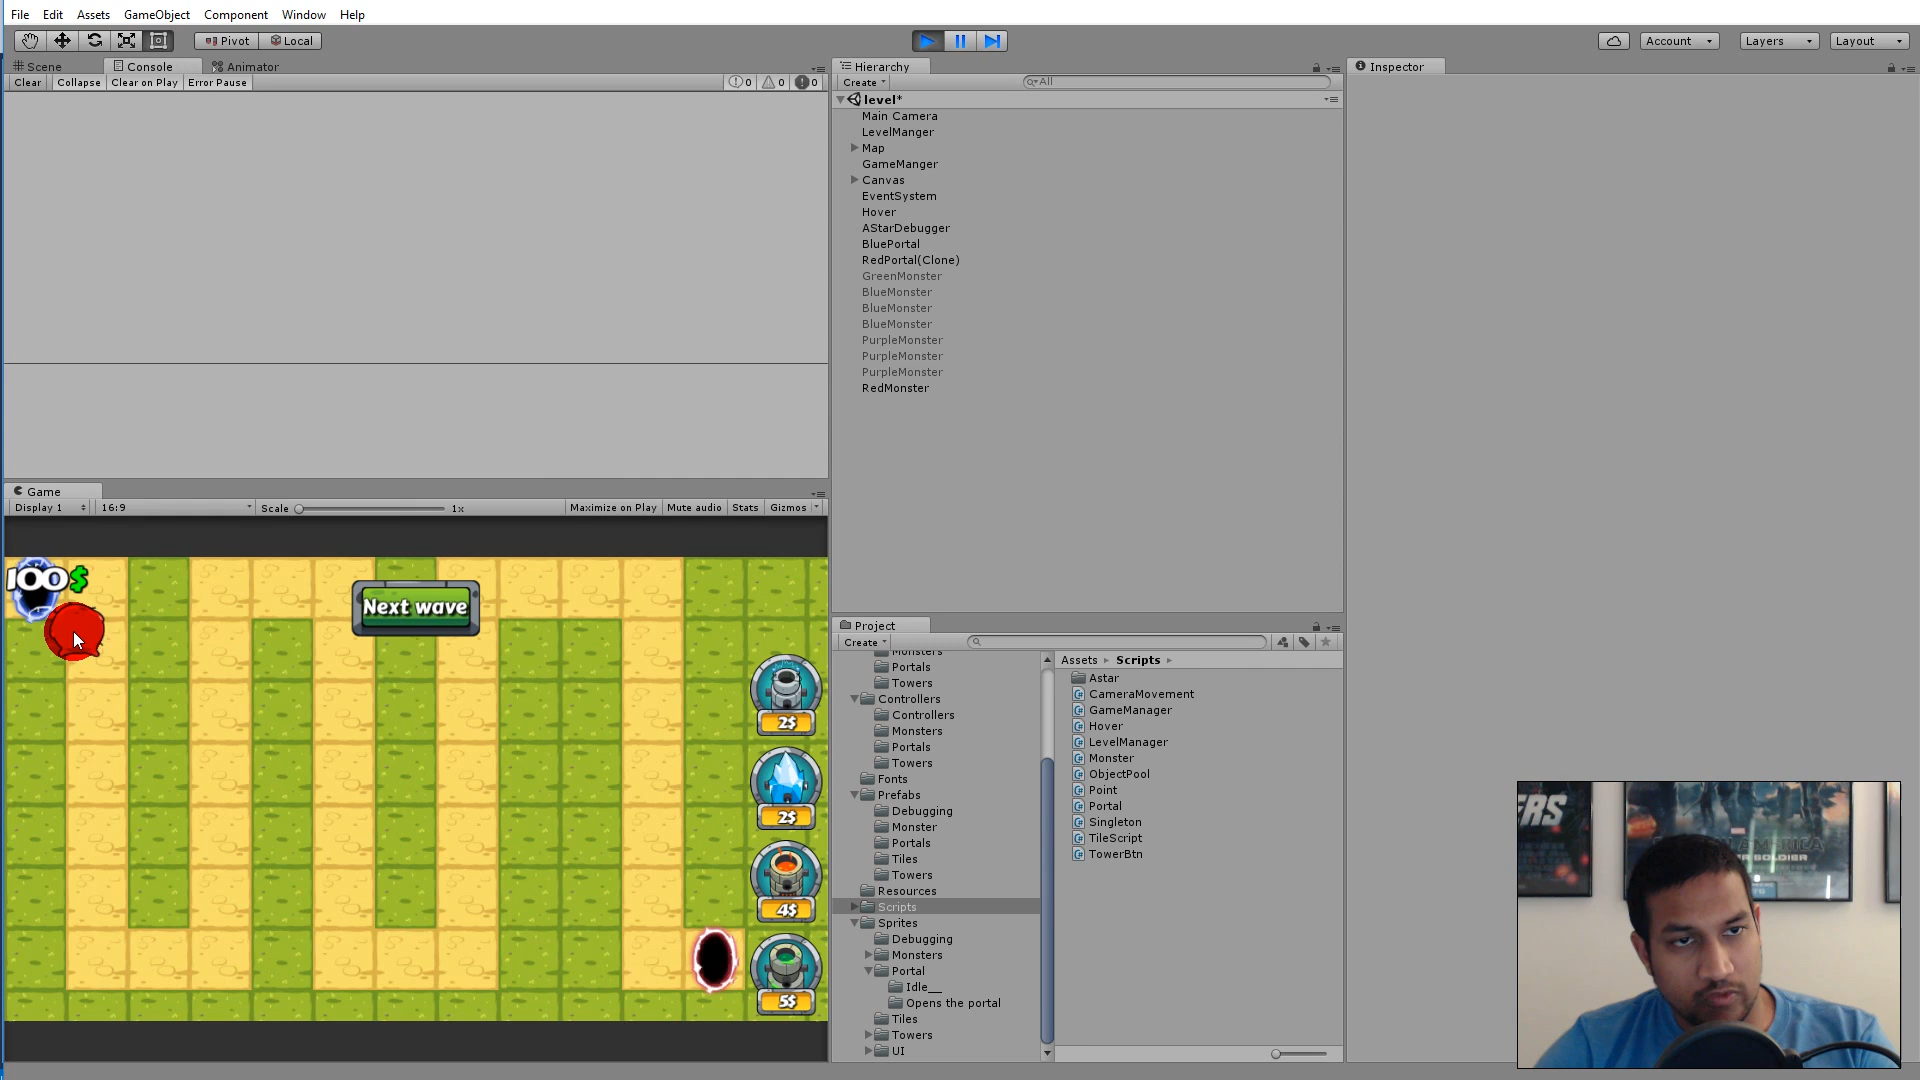 File Edit Assets GameObject Component Window Help
Pivot Local Account Layers Layout
Scene Console Animator
Clear Collapse Clear on Play Error Pause 0 0 0
Hierarchy
Create All
level*
Main Camera
LevelManger
Map
GameManger
Canvas
EventSystem
Hover
AStarDebugger
BluePortal
RedPortal(Clone)
GreenMonster
BlueMonster
BlueMonster
BlueMonster
PurpleMonster
PurpleMonster
PurpleMonster
RedMonster
Inspector
Game
Display 1 16:9 Scale 1x Maximize on Play Mute audio Stats Gizmos
100$
Next wave
2$
2$
4$
5$
Project
Create
Monsters
Portals
Towers
Controllers
Controllers
Monsters
Portals
Towers
Fonts
Prefabs
Debugging
Monster
Portals
Tiles
Towers
Resources
Scripts
Sprites
Debugging
Monsters
Portal
Idle__
Opens the portal
Tiles
Towers
UI
Assets Scripts
Astar
CameraMovement
GameManager
Hover
LevelManager
Monster
ObjectPool
Point
Portal
Singleton
TileScript
TowerBtn
ERS